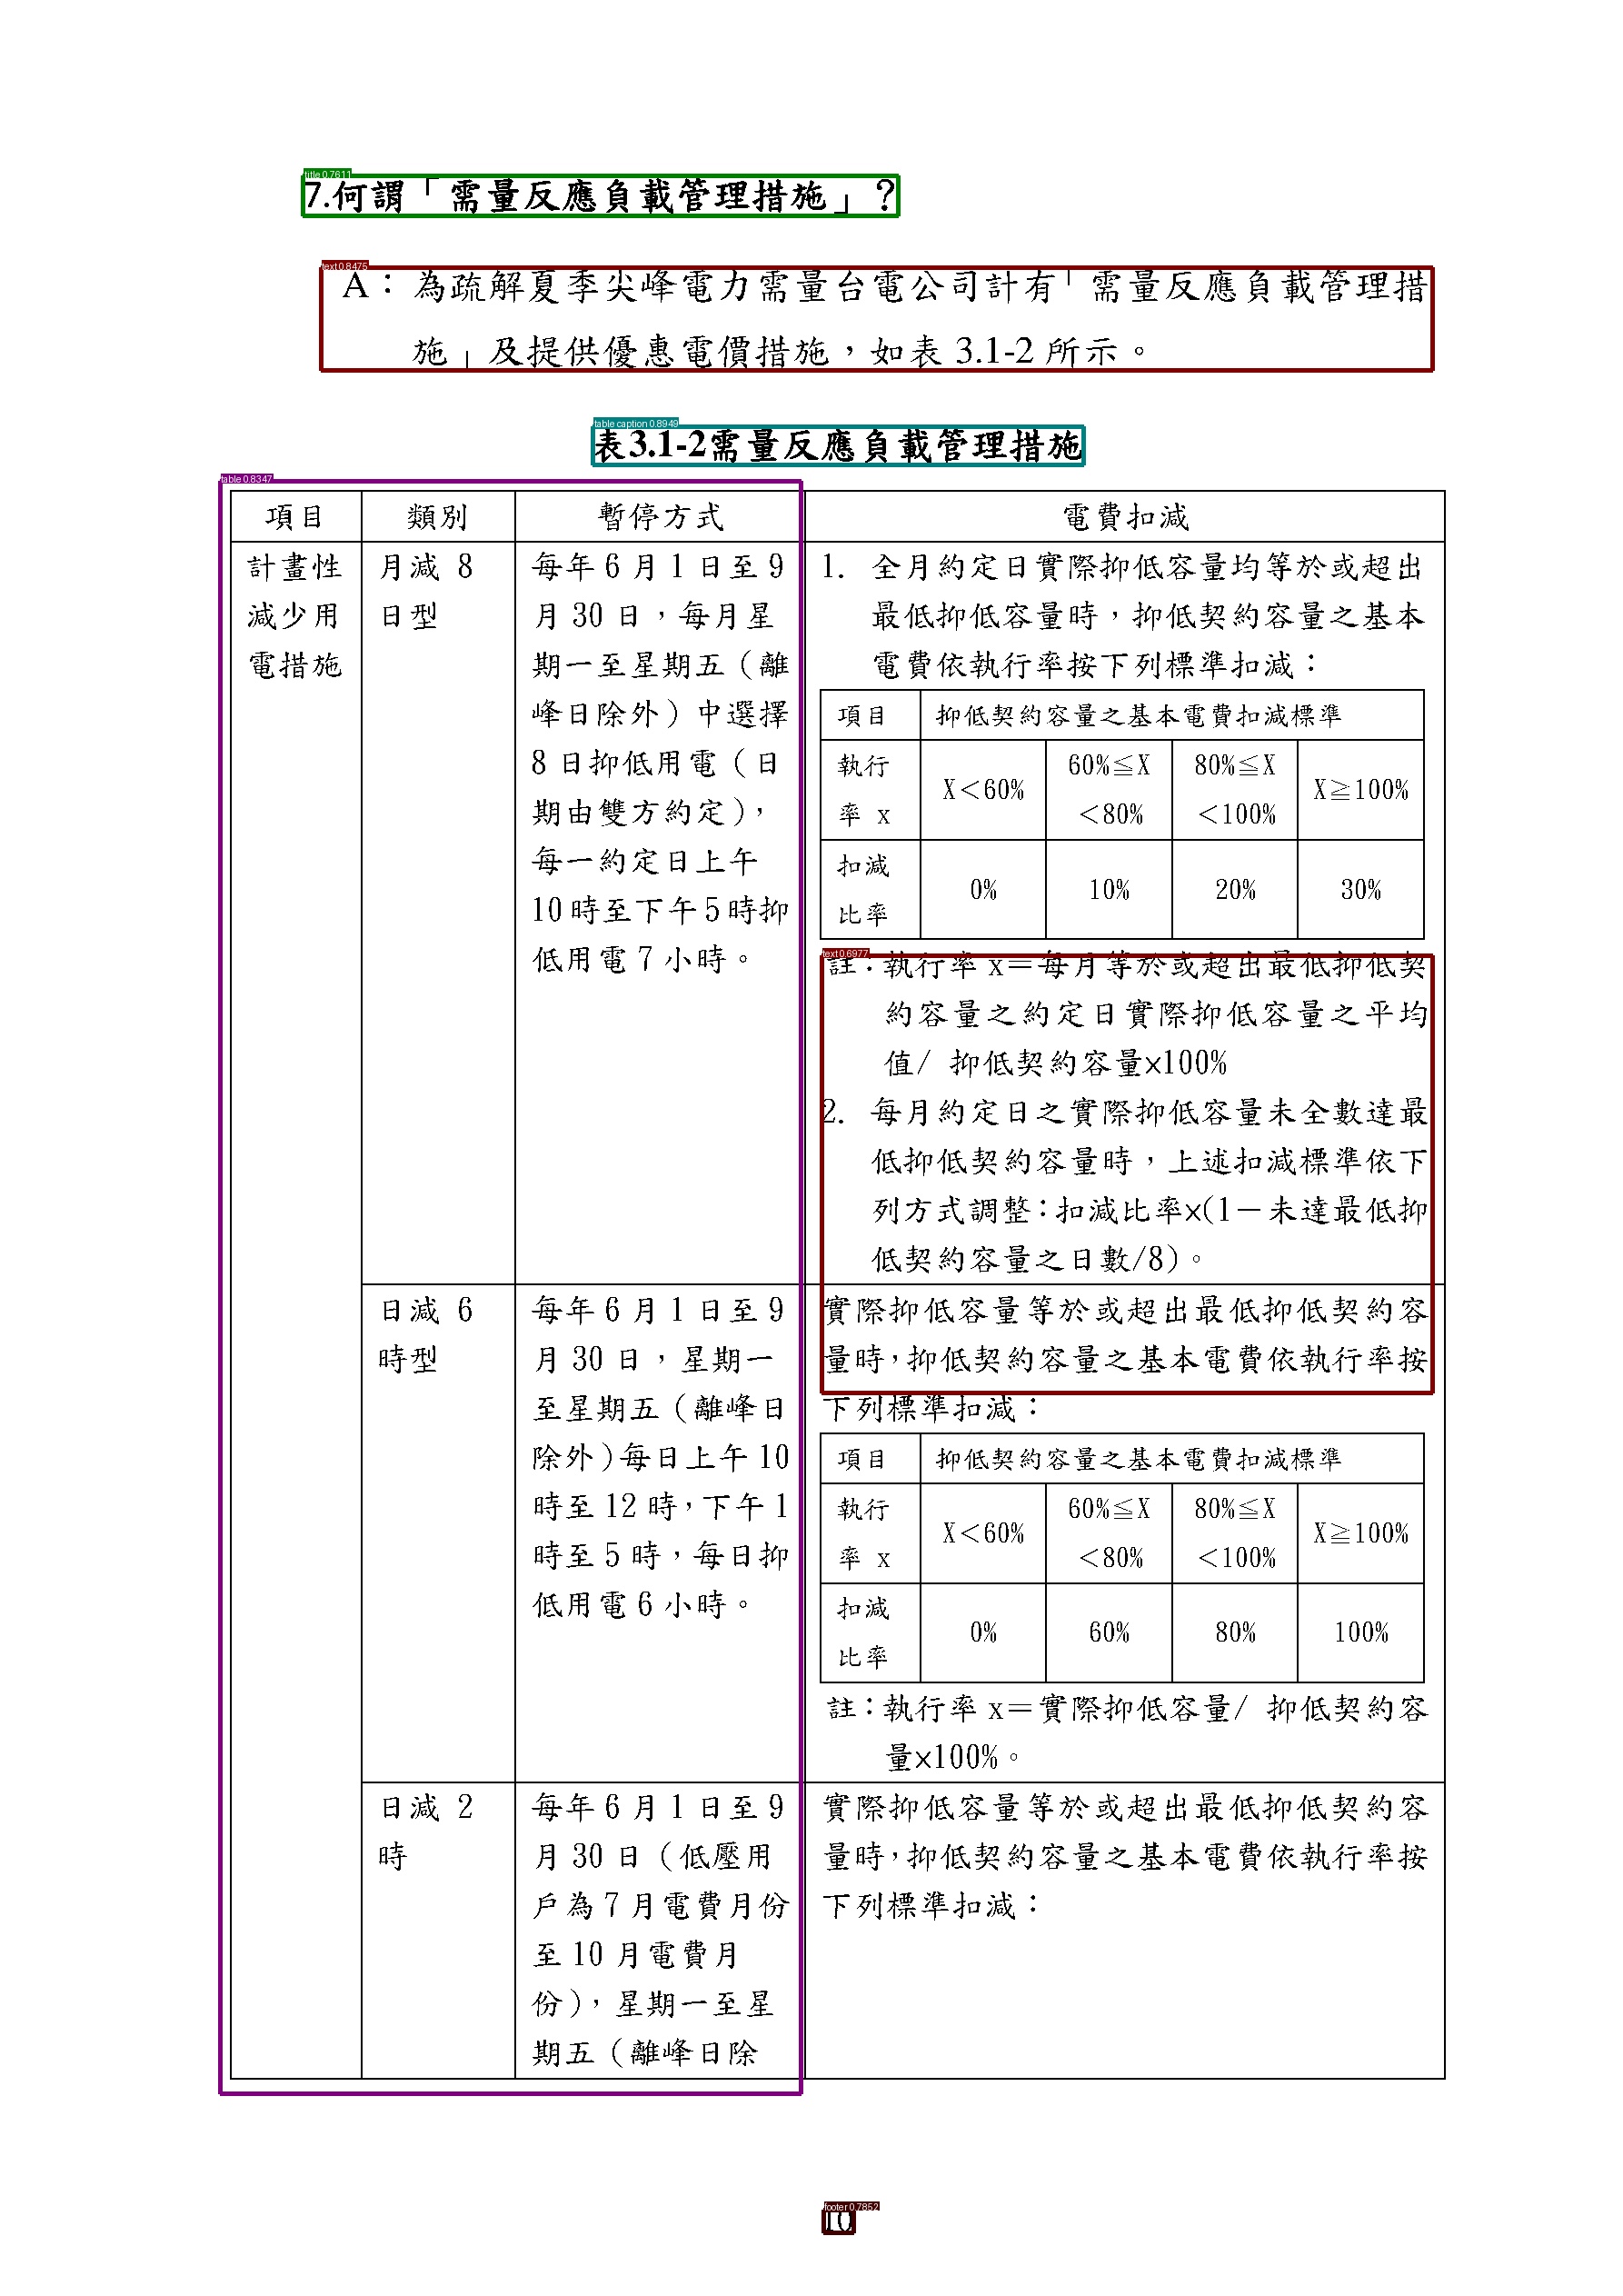 7.何謂「需量反應負載管理措施」？
A：為疏解夏季尖峰電力需量台電公司計有「需量反應負載管理措
施」及提供優惠電價措施，如表 3.1-2 所示。
表3.1-2需量反應負載管理措施
項目 類別 暫停方式 電費扣減
計畫性
減少用
電措施
月減 8
日型
每年 6 月 1 日至 9
月 30 日，每月星
期一至星期五（離
峰日除外）中選擇
8 日抑低用電（日
期由雙方約定），
每一約定日上午
10 時至下午 5 時抑
低用電 7 小時。
1. 全月約定日實際抑低容量均等於或超出
最低抑低容量時，抑低契約容量之基本
電費依執行率按下列標準扣減：
項目 抑低契約容量之基本電費扣減標準
執行
率 x
X＜60%
60%≦X
＜80%
80%≦X
＜100%
X≧100%
扣減
比率
0% 10% 20% 30%
註：執行率 x＝每月等於或超出最低抑低契
約容量之約定日實際抑低容量之平均
值/ 抑低契約容量×100%
2. 每月約定日之實際抑低容量未全數達最
低抑低契約容量時，上述扣減標準依下
列方式調整：扣減比率×(1－未達最低抑
低契約容量之日數/8)。
日減 6
時型
每年 6 月 1 日至 9
月 30 日，星期一
至星期五（離峰日
除外）每日上午 10
時至 12 時，下午 1
時至 5 時，每日抑
低用電 6 小時。
實際抑低容量等於或超出最低抑低契約容
量時，抑低契約容量之基本電費依執行率按
下列標準扣減：
項目 抑低契約容量之基本電費扣減標準
執行
率 x
X＜60%
60%≦X
＜80%
80%≦X
＜100%
X≧100%
扣減
比率
0% 60% 80% 100%
註：執行率 x＝實際抑低容量/ 抑低契約容
量×100%。
日減 2
時
每年 6 月 1 日至 9
月 30 日（低壓用
戶為 7 月電費月份
至 10 月電費月
份），星期一至星
期五（離峰日除
實際抑低容量等於或超出最低抑低契約容
量時，抑低契約容量之基本電費依執行率按
下列標準扣減：
10
title 0.7611
text 0.8475
table caption 0.8949
table 0.8347
text 0.6977
footer 0.7852